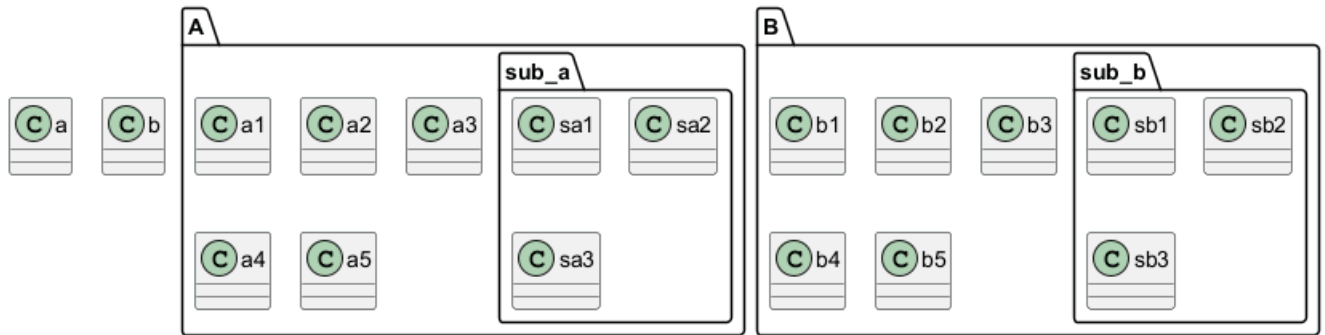 A
B
sub_a
sub_b
C a
C b
C a1
C a2
C a3
C sa1
C sa2
C b1
C b2
C b3
C sb1
C sb2
C a4
C a5
C sa3
C b4
C b5
C sb3